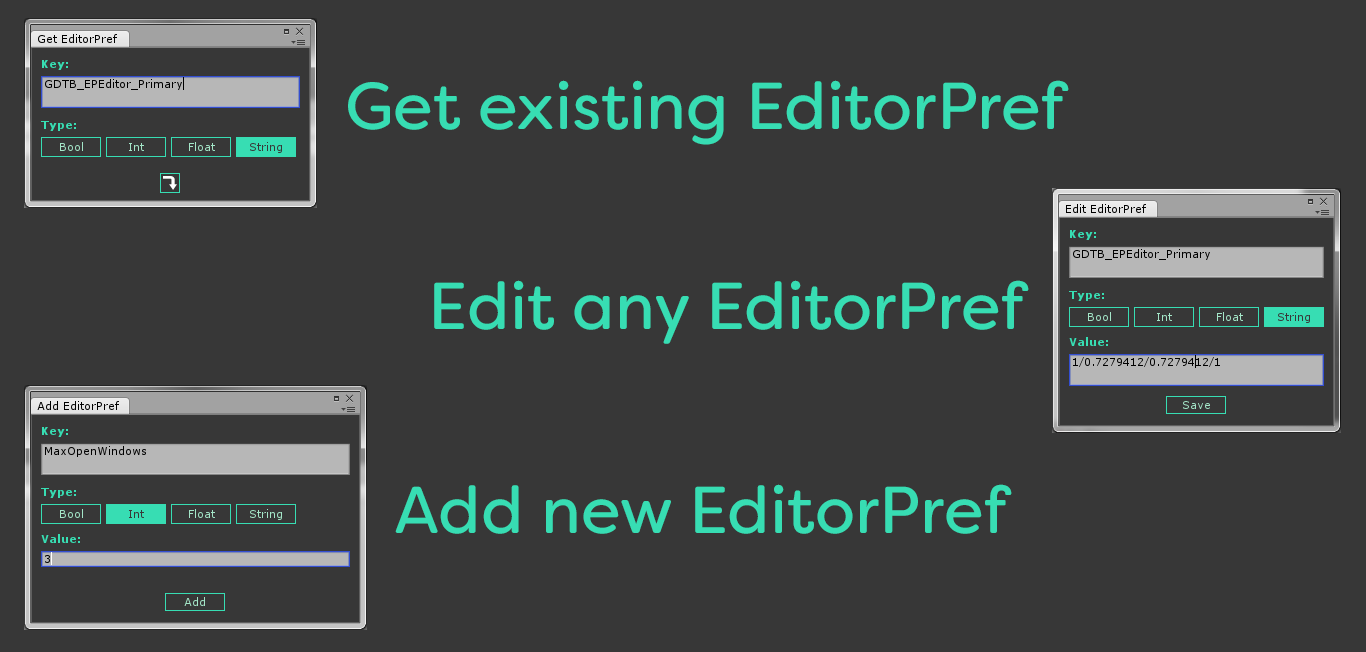 Get EditorPref
Key:
GDTB_EPEditor_Primary
Type:
Bool Int Float String
Get existing EditorPref
Edit EditorPref
Key:
GDTB_EPEditor_Primary
Type:
Bool Int Float String
Value:
1/0.7279412/0.7279412/1
Save
Edit any EditorPref
Add EditorPref
Key:
MaxOpenWindows
Type:
Bool Int Float String
Value:
3
Add
Add new EditorPref